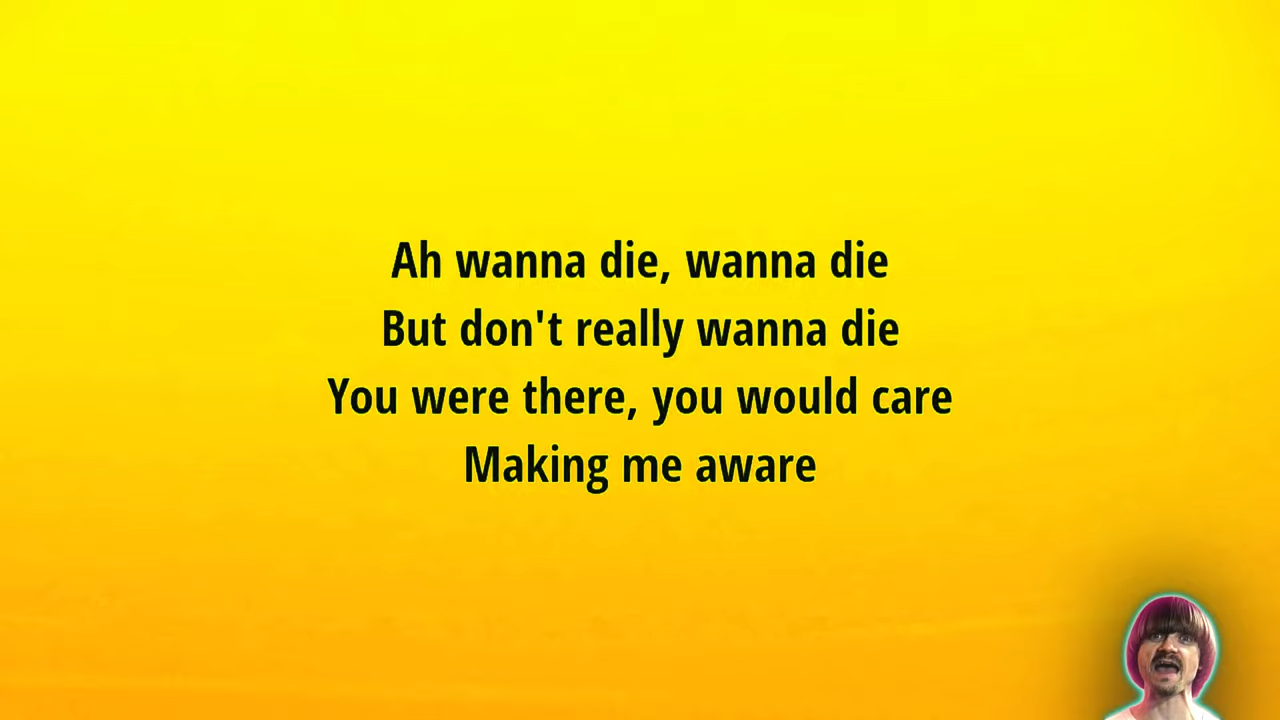 Ah wanna die, wanna die
But don't really wanna die
You were there, you would care
Making me aware